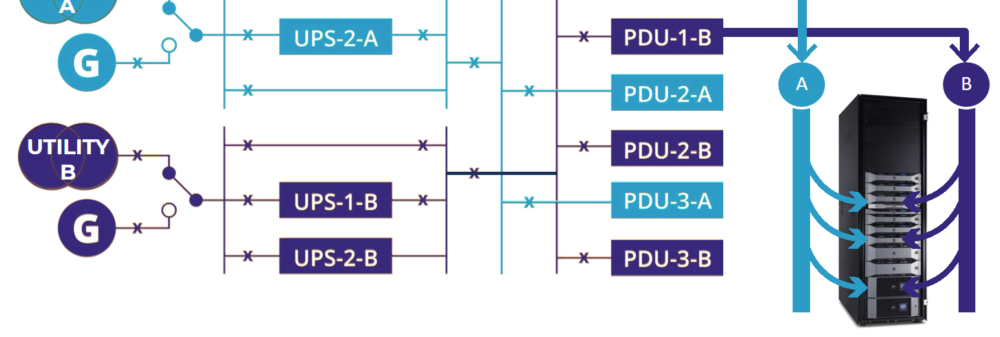 A
G
X
X
UPS-2-A
X
X
X
X
PDU-1-B
X
PDU-2-A
A
B
UTILITY
B
X
G
X
X
X
X
UPS-1-B
X
X
UPS-2-B
X
X
PDU-2-B
X
PDU-3-A
X
PDU-3-B